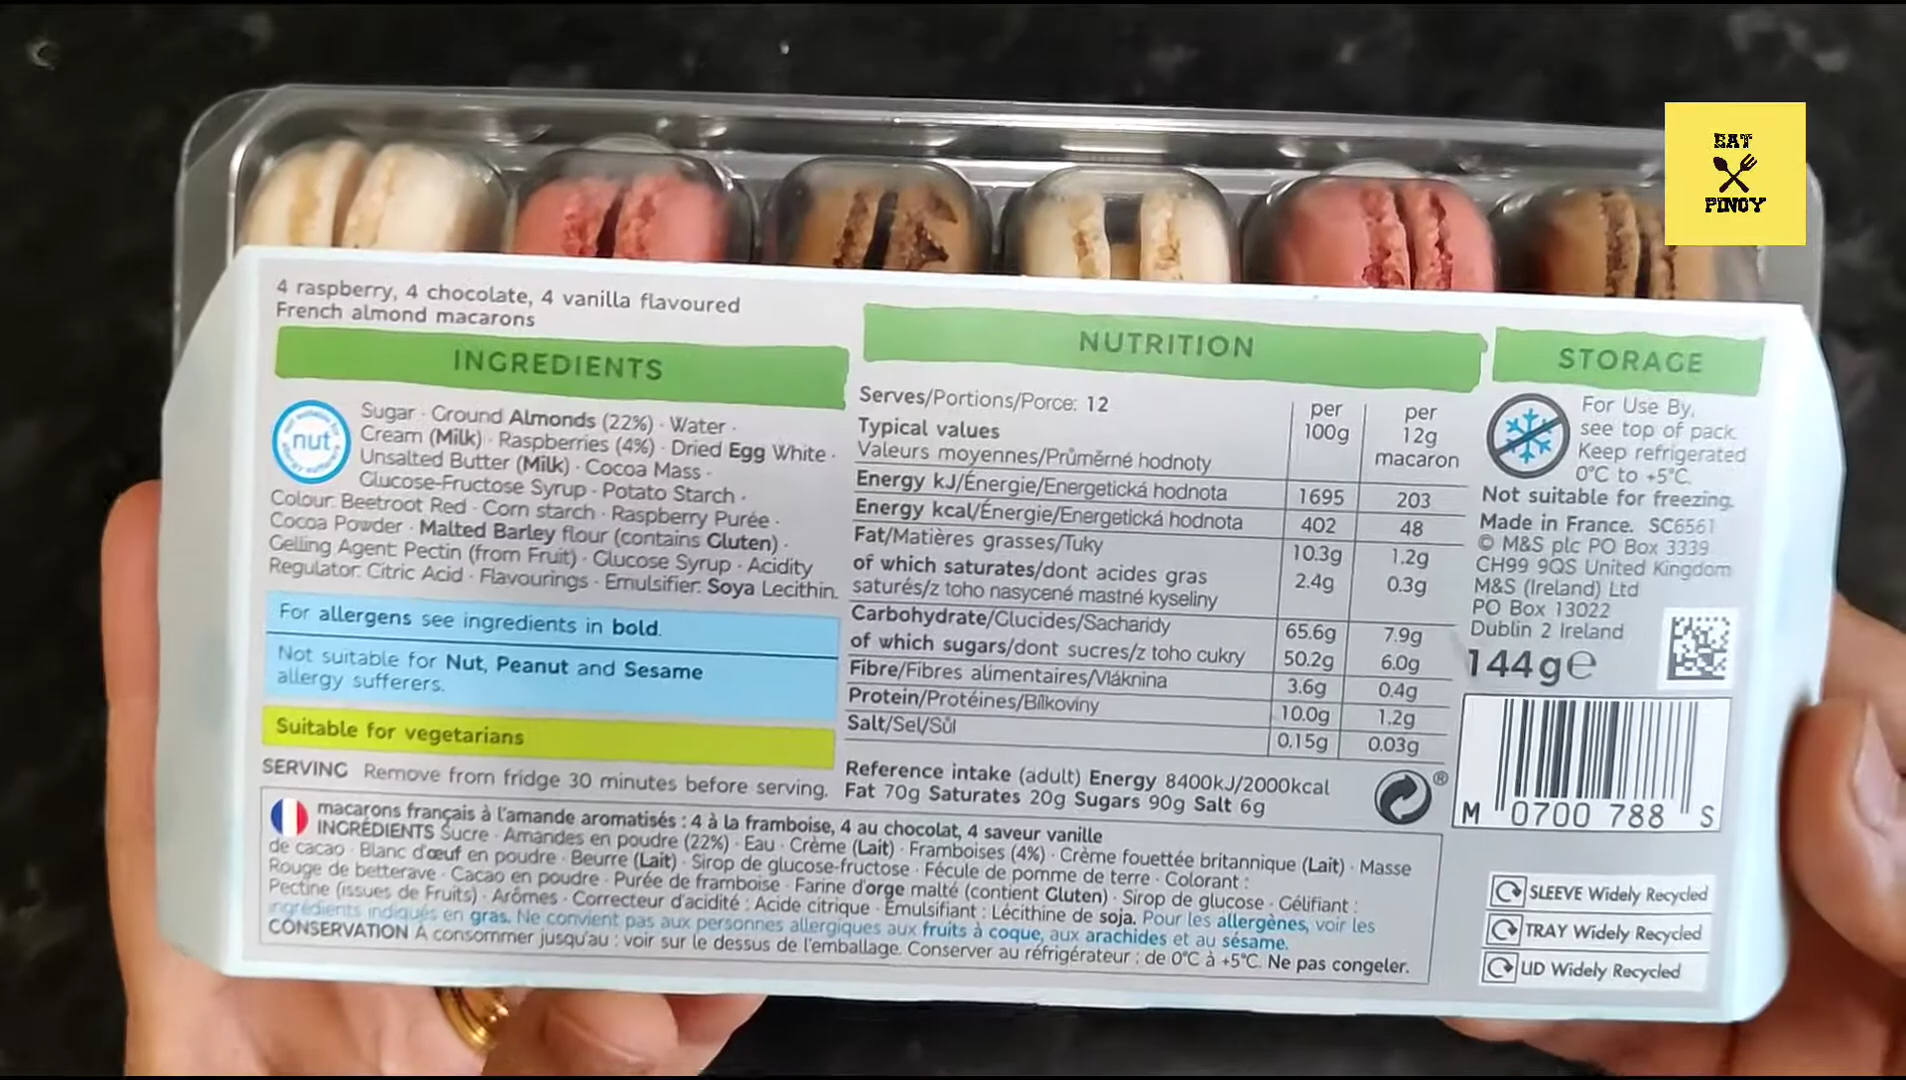 EAT
PINOY
4 raspberry, 4 chocolate, 4 vanilla flavoured
French almond macarons
INGREDIENTS
nut
Sugar · Ground Almonds (22%) · Water ·
Cream (Milk) · Raspberries (4%) · Dried Egg White ·
Unsalted Butter (Milk) · Cocoa Mass ·
Glucose-Fructose Syrup · Potato Starch ·
Colour: Beetroot Red · Corn starch · Raspberry Purée ·
Cocoa Powder · Malted Barley flour (contains Gluten) ·
Gelling Agent: Pectin (from Fruit) · Glucose Syrup · Acidity
Regulator: Citric Acid · Flavourings · Emulsifier: Soya Lecithin.
For allergens see ingredients in bold.
Not suitable for Nut, Peanut and Sesame
allergy sufferers.
Suitable for vegetarians
SERVING Remove from fridge 30 minutes before serving.
NUTRITION
Serves/Portions/Porce: 12
Typical values per 100g per 12g macaron
Valeurs moyennes/Průměrné hodnoty
Energy kJ/Énergie/Energetická hodnota 1695 203
Energy kcal/Énergie/Energetická hodnota 402 48
Fat/Matières grasses/Tuky 10.3g 1.2g
of which saturates/dont acides gras 2.4g 0.3g
saturés/z toho nasycené mastné kyseliny
Carbohydrate/Glucides/Sacharidy 65.6g 7.9g
of which sugars/dont sucres/z toho cukry 50.2g 6.0g
Fibre/Fibres alimentaires/Vláknina 3.6g 0.4g
Protein/Protéines/Bílkoviny 10.0g 1.2g
Salt/Sel/Sůl 0.15g 0.03g
Reference intake (adult) Energy 8400kJ/2000kcal
Fat 70g Saturates 20g Sugars 90g Salt 6g
®
STORAGE
For Use By,
see top of pack.
Keep refrigerated
0°C to +5°C.
Not suitable for freezing.
Made in France. SC6561
© M&S plc PO Box 3339
CH99 9QS United Kingdom
M&S (Ireland) Ltd
PO Box 13022
Dublin 2 Ireland
144g℮
M 0700 788 S
SLEEVE Widely Recycled
TRAY Widely Recycled
LID Widely Recycled
macarons français à l'amande aromatisés : 4 à la framboise, 4 au chocolat, 4 saveur vanille
INGRÉDIENTS Sucre · Amandes en poudre (22%) · Eau · Crème (Lait) · Framboises (4%) · Crème fouettée britannique (Lait) · Masse
de cacao · Blanc d'œuf en poudre · Beurre (Lait) · Sirop de glucose-fructose · Fécule de pomme de terre · Colorant :
Rouge de betterave · Cacao en poudre · Purée de framboise · Farine d'orge malté (contient Gluten) · Sirop de glucose · Gélifiant :
Pectine (issues de Fruits) · Arômes · Correcteur d'acidité : Acide citrique · Émulsifiant : Lécithine de soja. Pour les allergènes, voir les
ingrédients indiqués en gras. Ne convient pas aux personnes allergiques aux fruits à coque, aux arachides et au sésame.
CONSERVATION À consommer jusqu'au : voir sur le dessus de l'emballage. Conserver au réfrigérateur : de 0°C à +5°C. Ne pas congeler.